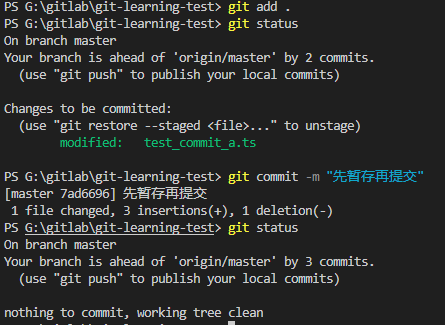 PS G:\gitlab\git-learning-test> git add .
PS G:\gitlab\git-learning-test> git status
On branch master
Your branch is ahead of 'origin/master' by 2 commits.
  (use "git push" to publish your local commits)

Changes to be committed:
  (use "git restore --staged <file>..." to unstage)
        modified:   test_commit_a.ts

PS G:\gitlab\git-learning-test> git commit -m "先暂存再提交"
[master 7ad6696] 先暂存再提交
 1 file changed, 3 insertions(+), 1 deletion(-)
PS G:\gitlab\git-learning-test> git status
On branch master
Your branch is ahead of 'origin/master' by 3 commits.
  (use "git push" to publish your local commits)

nothing to commit, working tree clean